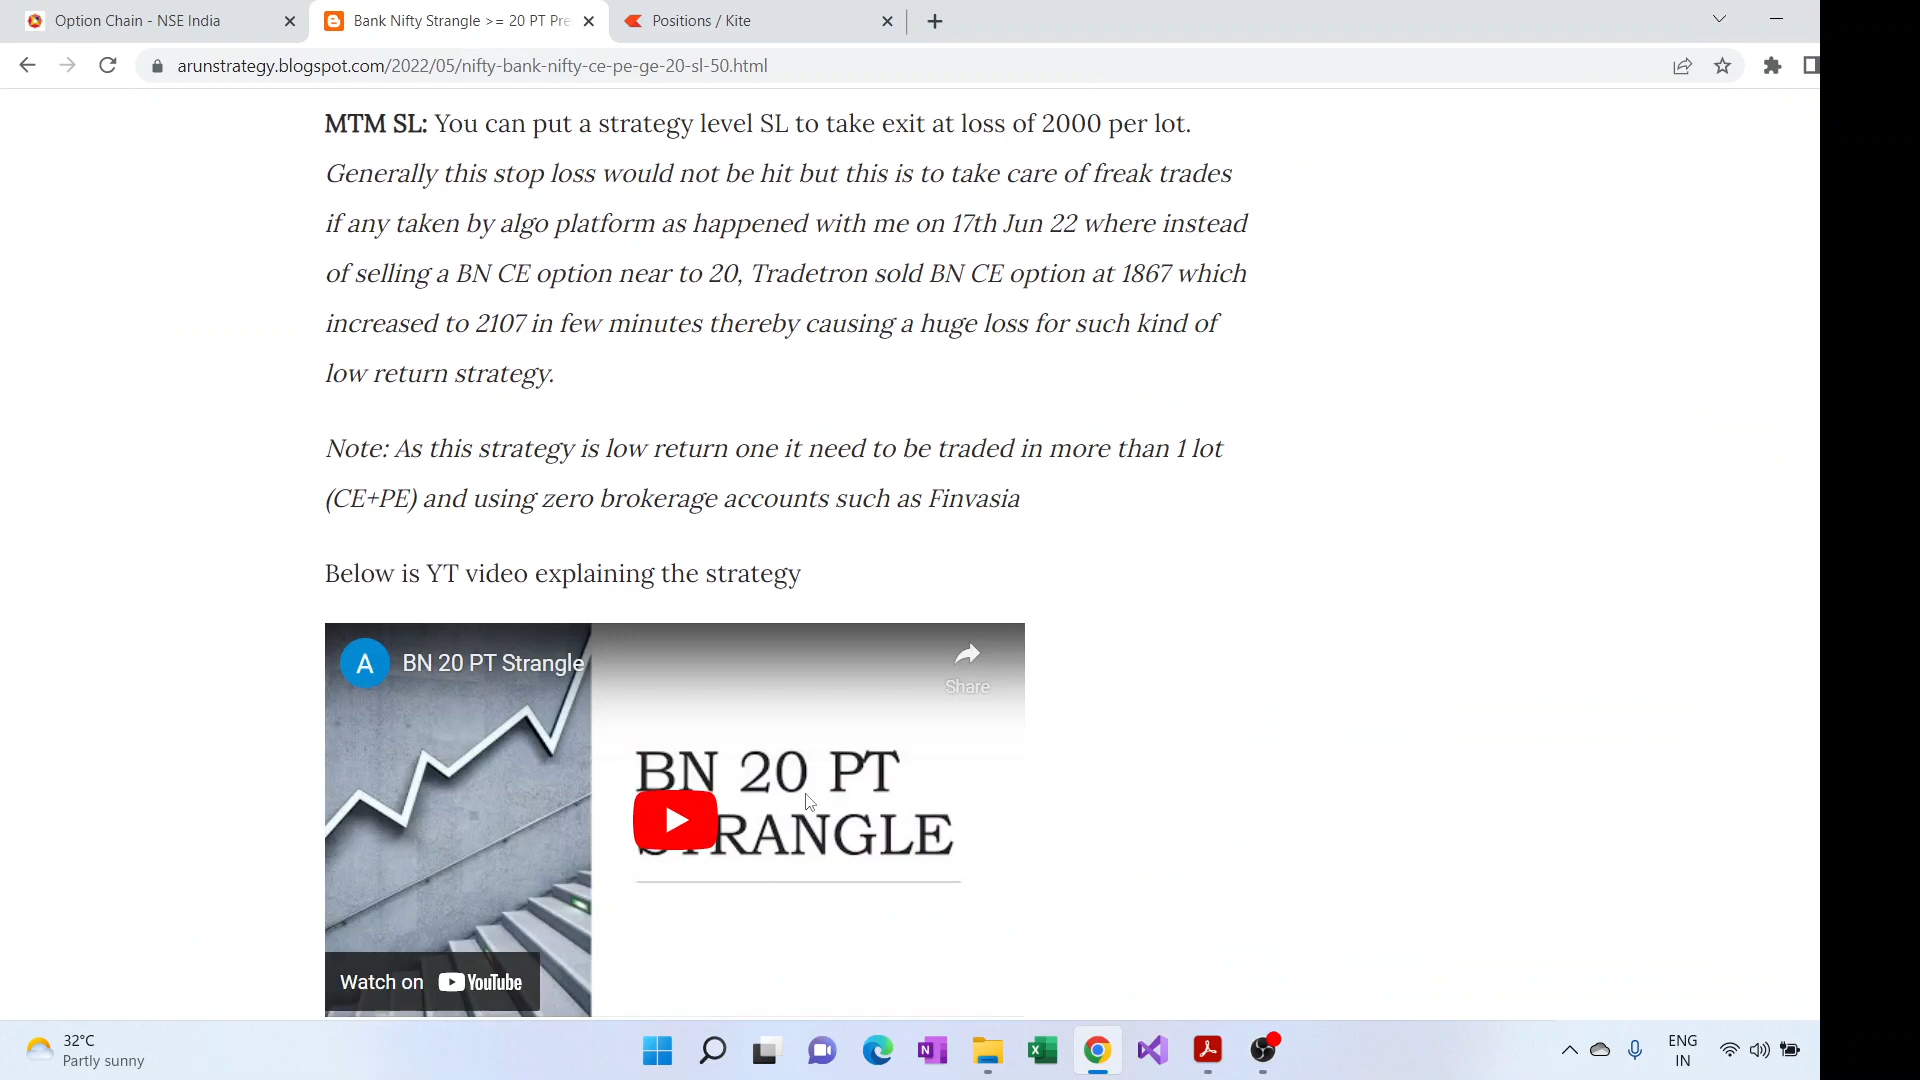 Option Chain - NSE India
Bank Nifty Strangle >= 20 PT Pre
Positions / Kite
arunstrategy.blogspot.com/2022/05/nifty-bank-nifty-ce-pe-ge-20-sl-50.html
MTM SL: You can put a strategy level SL to take exit at loss of 2000 per lot.
Generally this stop loss would not be hit but this is to take care of freak trades
if any taken by algo platform as happened with me on 17th Jun 22 where instead
of selling a BN CE option near to 20, Tradetron sold BN CE option at 1867 which
increased to 2107 in few minutes thereby causing a huge loss for such kind of
low return strategy.
Note: As this strategy is low return one it need to be traded in more than 1 lot
(CE+PE) and using zero brokerage accounts such as Finvasia
Below is YT video explaining the strategy
A
BN 20 PT Strangle
Share
BN 20 PT
STRANGLE
Watch on YouTube
32°C
Partly sunny
ENG
IN